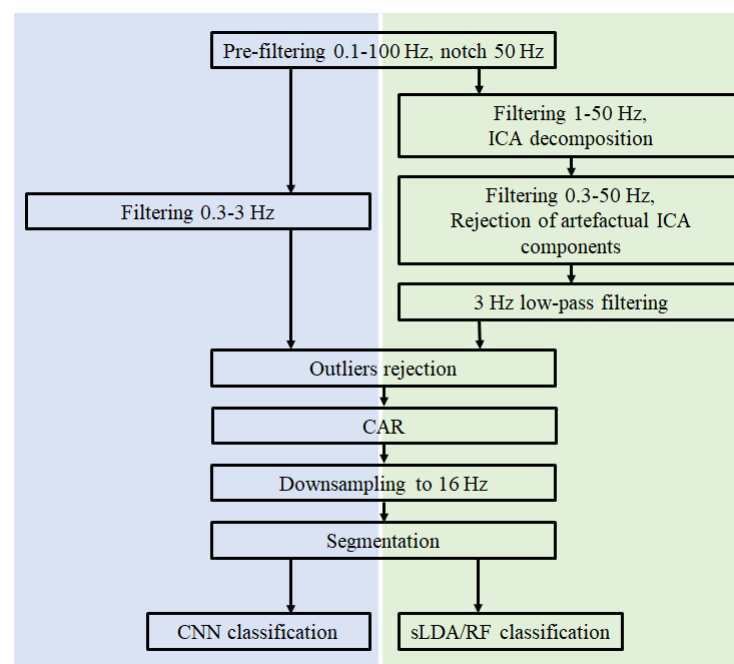 Pre-filtering 0.1-100 Hz, notch 50 Hz
Filtering 1-50 Hz,
ICA decomposition
Filtering 0.3-3 Hz
Filtering 0.3-50 Hz,
Rejection of artefactual ICA
components
3 Hz low-pass filtering
Outliers rejection
CAR
Downsampling to 16 Hz
Segmentation
CNN classification
sLDA/RF classification